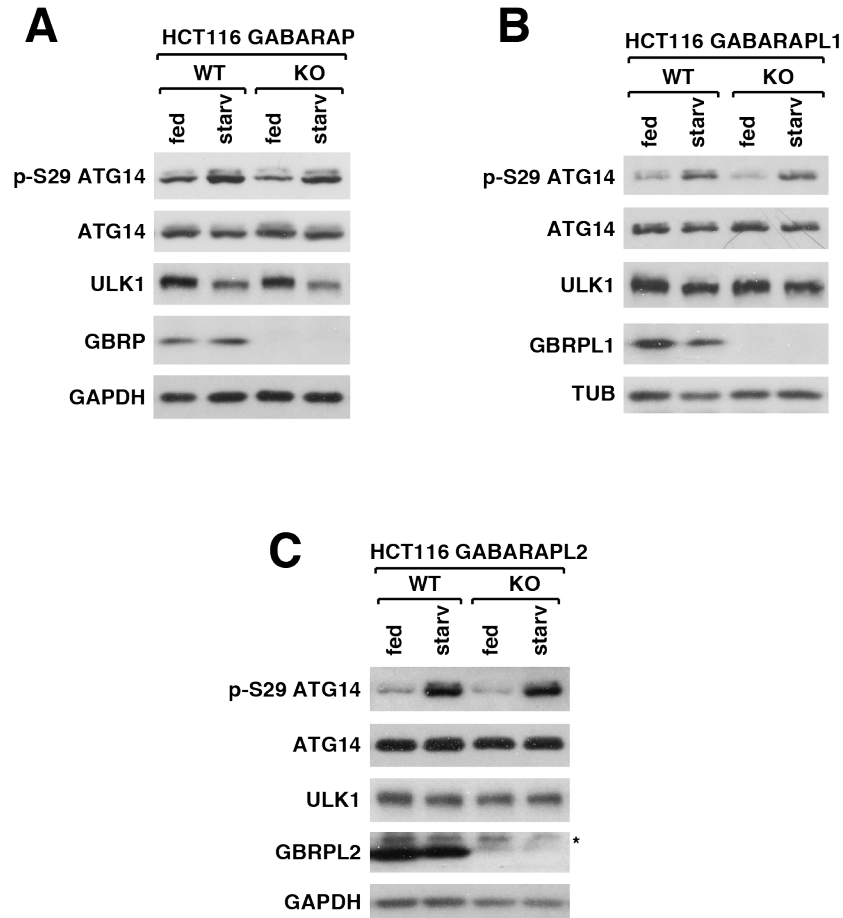 A
HCT116 GABARAP
WT KO
fed starv fed starv
p-S29 ATG14
ATG14
ULK1
GBRP
GAPDH
B
HCT116 GABARAPL1
WT KO
fed starv fed starv
p-S29 ATG14
ATG14
ULK1
GBRPL1
TUB
C
HCT116 GABARAPL2
WT KO
fed starv fed starv
p-S29 ATG14
ATG14
ULK1
GBRPL2 *
GAPDH